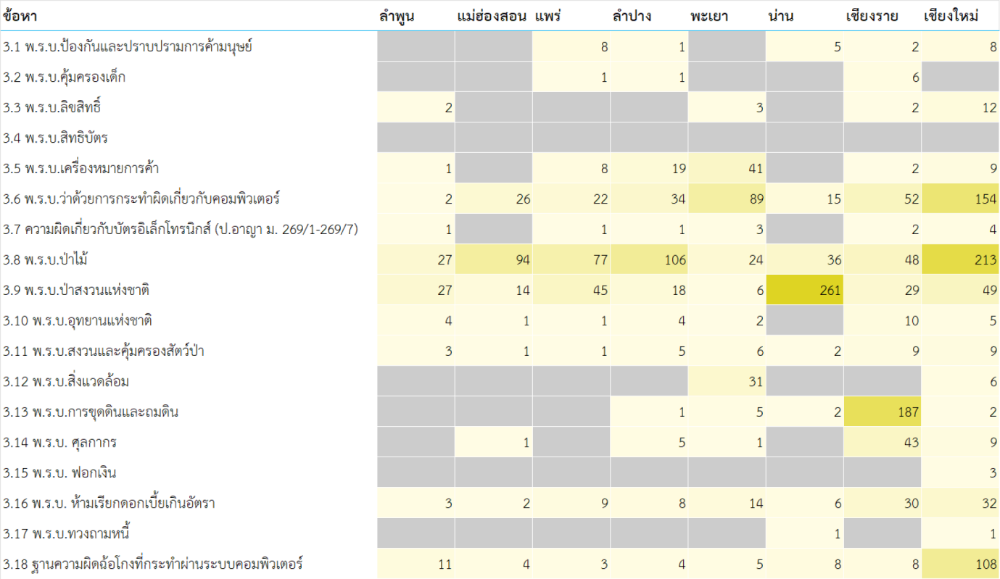 ข้อหา ลำพูน แม่ฮ่องสอน แพร่ ลำปาง พะเยา น่าน เชียงราย เชียงใหม่
3.1 พ.ร.บ.ป้องกันและปราบปรามการค้ามนุษย์ 8 1 5 2 8
3.2 พ.ร.บ.คุ้มครองเด็ก 1 1 6
3.3 พ.ร.บ.ลิขสิทธิ์ 2 3 2 12
3.4 พ.ร.บ.สิทธิบัตร
3.5 พ.ร.บ.เครื่องหมายการค้า 1 8 19 41 2 9
3.6 พ.ร.บ.ว่าด้วยการกระทำผิดเกี่ยวกับคอมพิวเตอร์ 2 26 22 34 89 15 52 154
3.7 ความผิดเกี่ยวกับบัตรอิเล็กโทรนิกส์ (ป.อาญา ม. 269/1-269/7) 1 1 1 3 2 4
3.8 พ.ร.บ.ป่าไม้ 27 94 77 106 24 36 48 213
3.9 พ.ร.บ.ป่าสงวนแห่งชาติ 27 14 45 18 6 261 29 49
3.10 พ.ร.บ.อุทยานแห่งชาติ 4 1 1 4 2 10 5
3.11 พ.ร.บ.สงวนและคุ้มครองสัตว์ป่า 3 1 1 5 6 2 9 9
3.12 พ.ร.บ.สิ่งแวดล้อม 31 6
3.13 พ.ร.บ.การขุดดินและถมดิน 1 5 2 187 2
3.14 พ.ร.บ. ศุลกากร 1 5 1 43 9
3.15 พ.ร.บ. ฟอกเงิน 3
3.16 พ.ร.บ. ห้ามเรียกดอกเบี้ยเกินอัตรา 3 2 9 8 14 6 30 32
3.17 พ.ร.บ.ทวงถามหนี้ 1 1
3.18 ฐานความผิดฉ้อโกงที่กระทำผ่านระบบคอมพิวเตอร์ 11 4 3 4 5 8 8 108